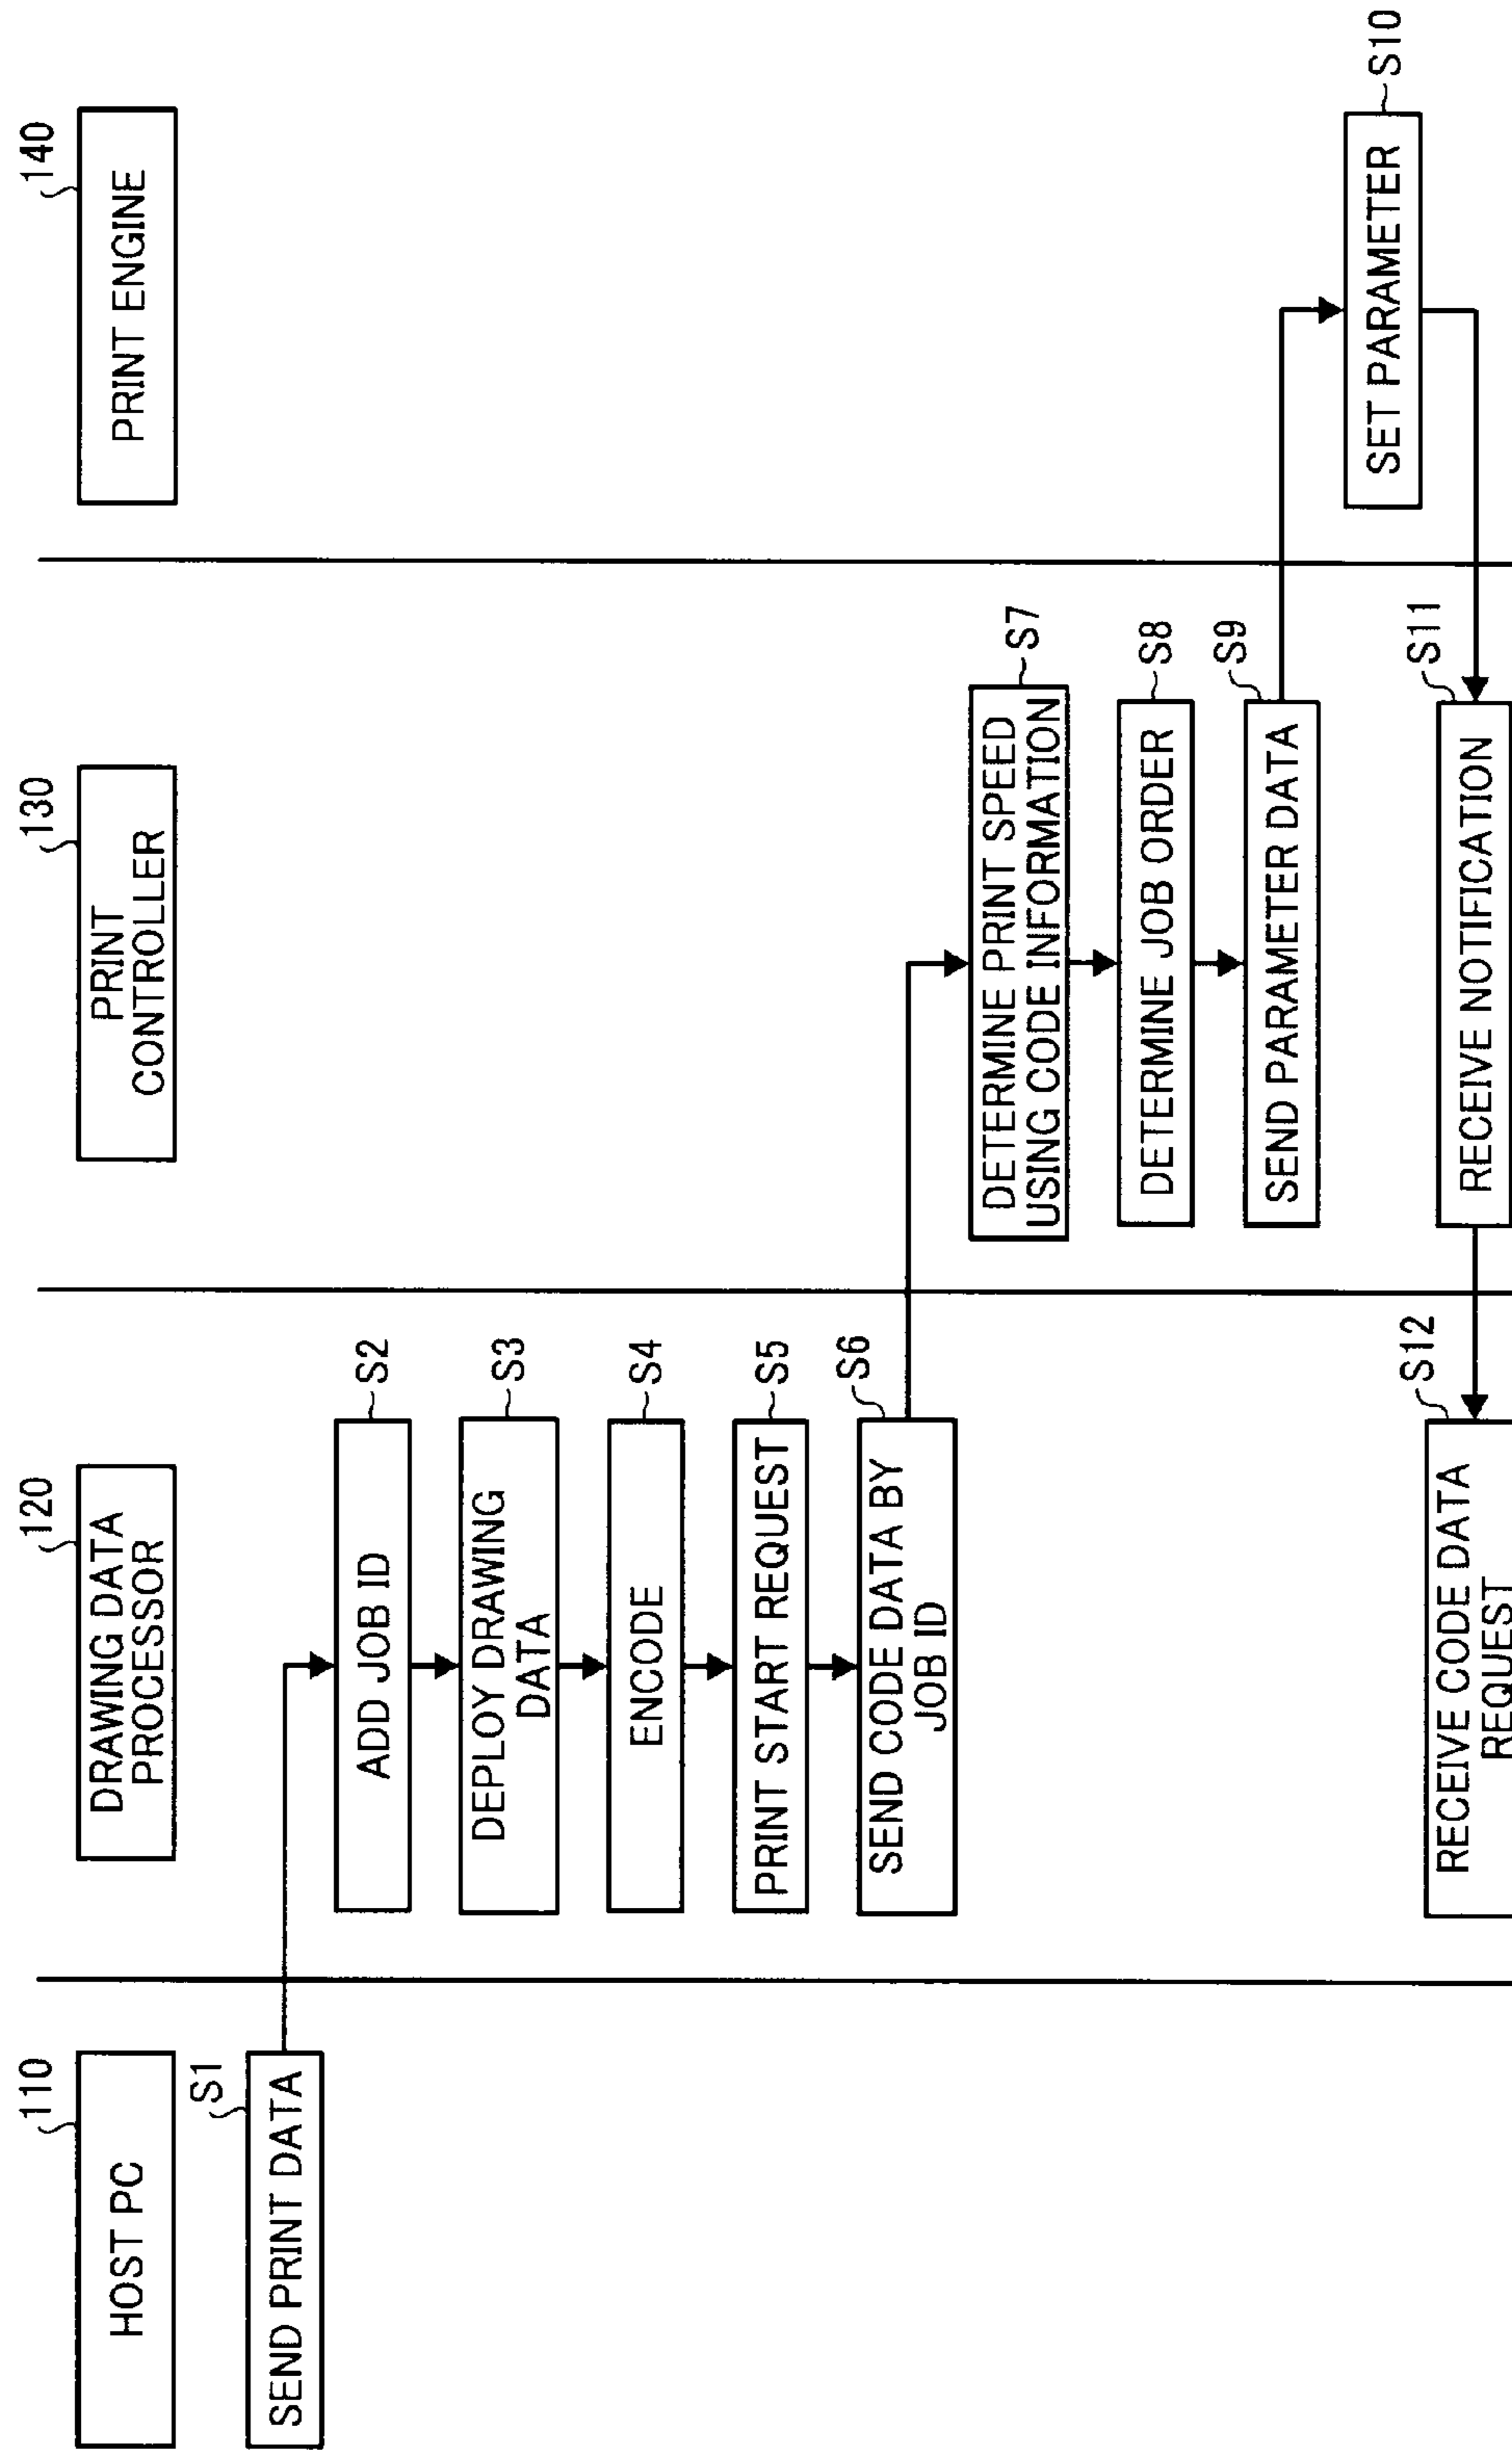 110
HOST PC
120
DRAWING DATA
PROCESSOR
130
PRINT
CONTROLLER
140
PRINT ENGINE
S1
SEND PRINT DATA
S2
ADD JOB ID
S3
DEPLOY DRAWING
DATA
S4
ENCODE
S5
PRINT START REQUEST
S6
SEND CODE DATA BY
JOB ID
S7
DETERMINE PRINT SPEED
USING CODE INFORMATION
S8
DETERMINE JOB ORDER
S9
SEND PARAMETER DATA
S10
SET PARAMETER
S11
RECEIVE NOTIFICATION
S12
RECEIVE CODE DATA
REQUEST